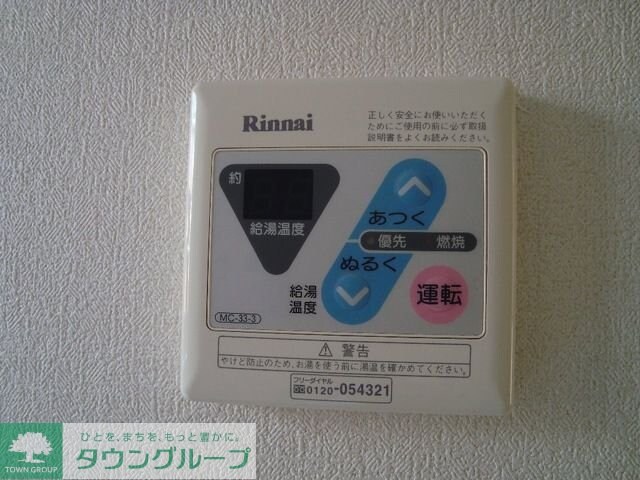 Rinnai
正しく安全にお使いいただく
ためにご使用の前に必ず取扱
説明書をよくお読みください。
約
給湯温度
あつく
優先 燃焼
ぬるく
給湯
温度
運転
MC-33-3
警告
やけど防止のため、お湯を使う前に湯温を確かめてください。
フリーダイヤル
0120-054321
ひとを、まちを、もっと豊かに。
タウングループ
TOWN GROUP